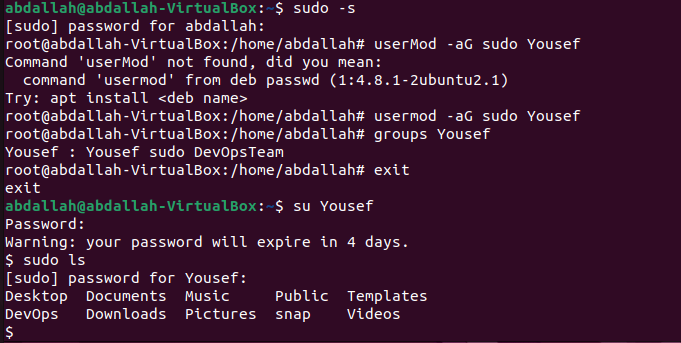 abdallah@abdallah-VirtualBox:~$ sudo -s
[sudo] password for abdallah:
root@abdallah-VirtualBox:/home/abdallah# userMod -aG sudo Yousef
Command 'userMod' not found, did you mean:
  command 'usermod' from deb passwd (1:4.8.1-2ubuntu2.1)
Try: apt install <deb name>
root@abdallah-VirtualBox:/home/abdallah# usermod -aG sudo Yousef
root@abdallah-VirtualBox:/home/abdallah# groups Yousef
Yousef : Yousef sudo DevOpsTeam
root@abdallah-VirtualBox:/home/abdallah# exit
exit
abdallah@abdallah-VirtualBox:~$ su Yousef
Password:
Warning: your password will expire in 4 days.
$ sudo ls
[sudo] password for Yousef:
Desktop  Documents  Music     Public  Templates
DevOps   Downloads  Pictures  snap    Videos
$